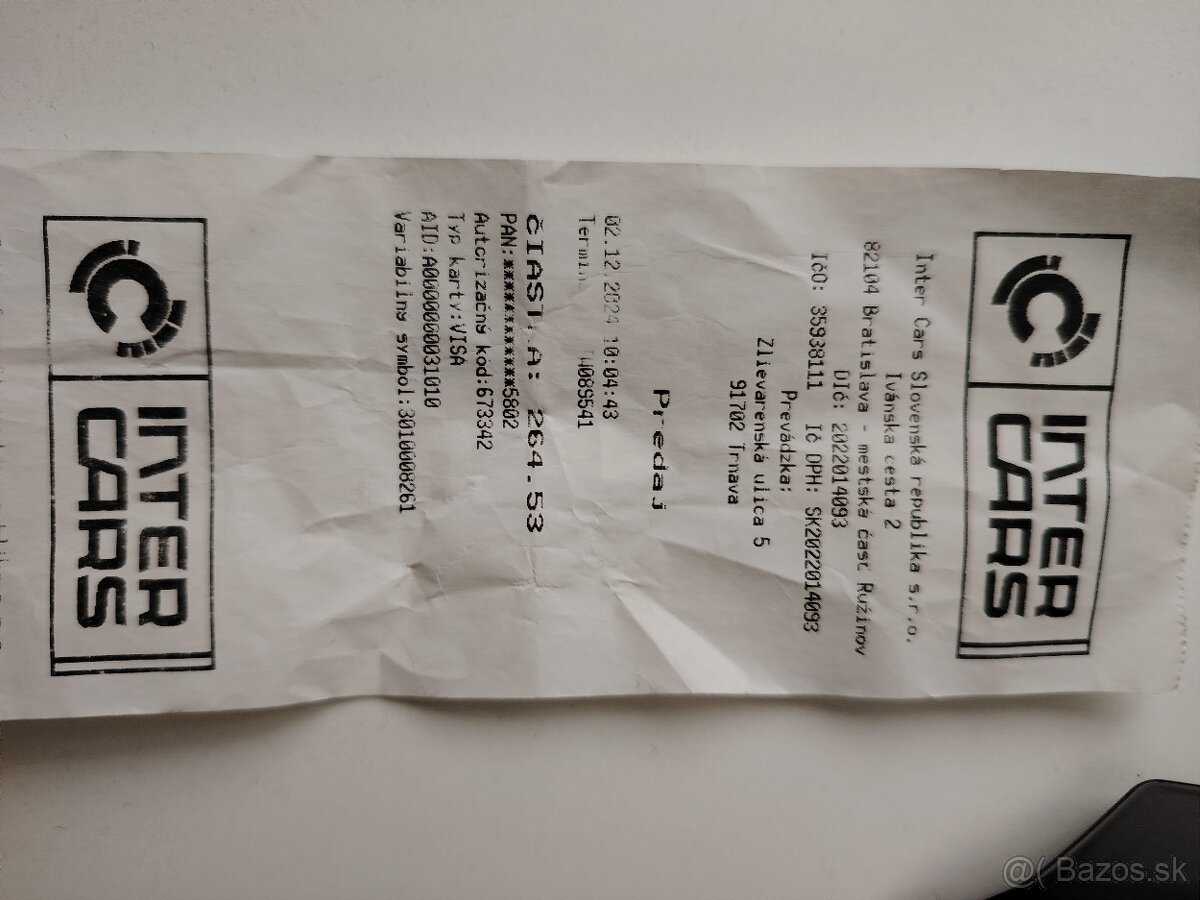 INTER
CARS
Inter Cars Slovenská republika s.r.o.
Ivánska cesta 2
82104 Bratislava - mestská časť Ružinov
DIČ: 2022014093
IČO: 35938111 IČ DPH: SK2022014093
Prevádzka:
Zlievarenská ulica 5
91702 Trnava
Predaj
02.12.2024 10:04:43
W089541
ČIASTKA: 264.53
PAN:************5802
Autorizačný kód:673342
Typ karty:VISA
AID:A0000000031010
Variabilný symbol:3010008261
INTER
CARS
@( Bazos.sk